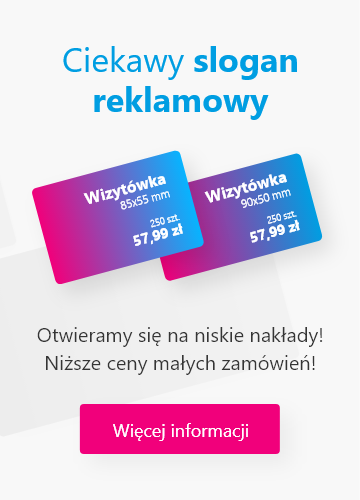 Ciekawy slogan
reklamowy
Wizytówka
85x55 mm
250 szt.
57,99 zł
Wizytówka
90x50 mm
250 szt.
57,99 zł
Otwieramy się na niskie nakłady!
Niższe ceny małych zamówień!
Więcej informacji